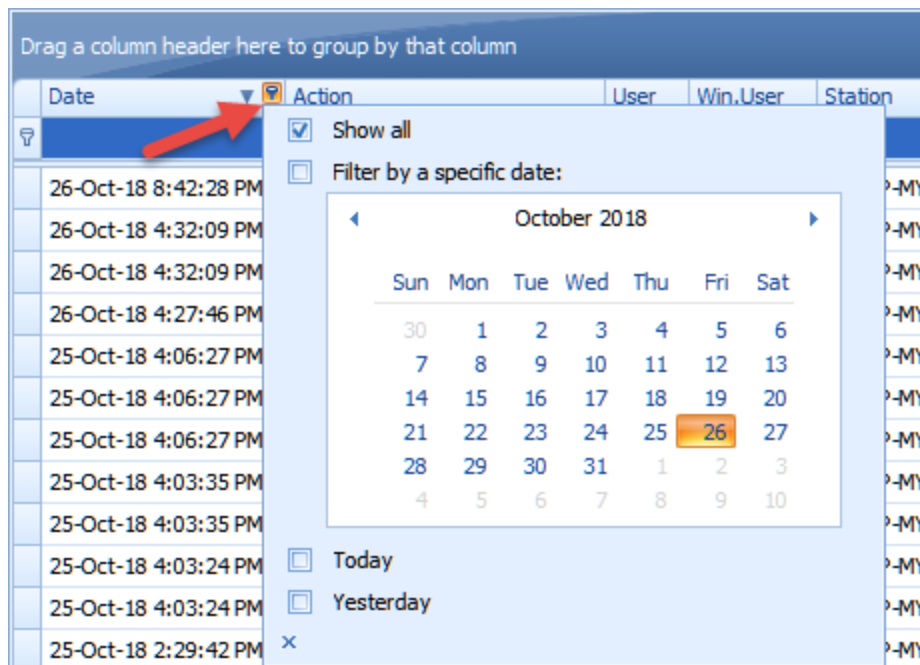 Drag a column header here to group by that column
Date Action User Win.User Station
Show all
Filter by a specific date:
26-Oct-18 8:42:28 PM
October 2018
26-Oct-18 4:32:09 PM
26-Oct-18 4:32:09 PM
Sun Mon Tue Wed Thu Fri Sat
26-Oct-18 4:27:46 PM
30 1 2 3 4 5 6
25-Oct-18 4:06:27 PM
7 8 9 10 11 12 13
25-Oct-18 4:06:27 PM
14 15 16 17 18 19 20
25-Oct-18 4:06:27 PM
21 22 23 24 25 26 27
25-Oct-18 4:03:35 PM
28 29 30 31 1 2 3
4 5 6 7 8 9 10
25-Oct-18 4:03:35 PM
25-Oct-18 4:03:24 PM
Today
25-Oct-18 4:03:24 PM
Yesterday
25-Oct-18 2:29:42 PM